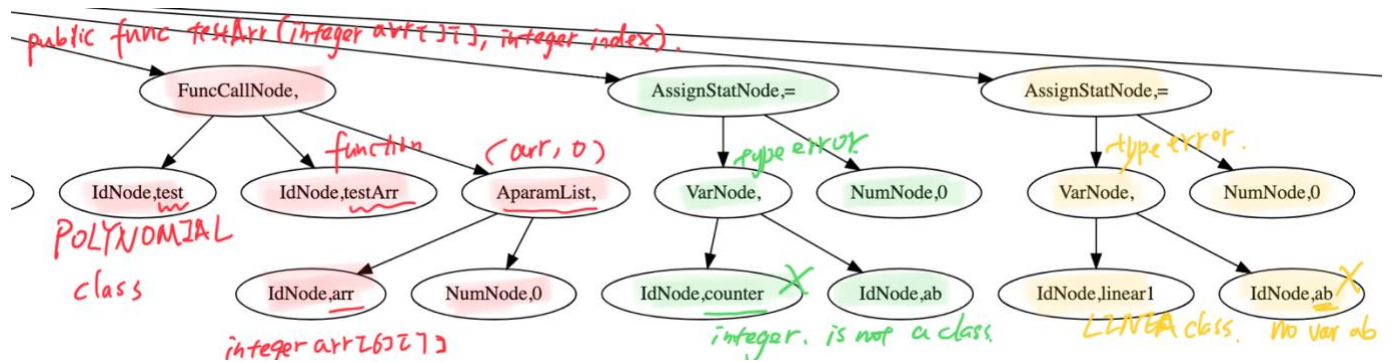 public func testArr(integer arr[][], integer index).
FuncCallNode,
AssignStatNode,=
AssignStatNode,=
function
(arr, 0)
type error.
type error.
IdNode,test
IdNode,testArr
AparamList,
VarNode,
NumNode,0
VarNode,
NumNode,0
POLYNOMIAL
class
IdNode,arr
NumNode,0
IdNode,counter X
IdNode,ab
IdNode,linear1
IdNode,ab X
integer arr[6][7]
integer. is not a class.
LINEA class. no var ab